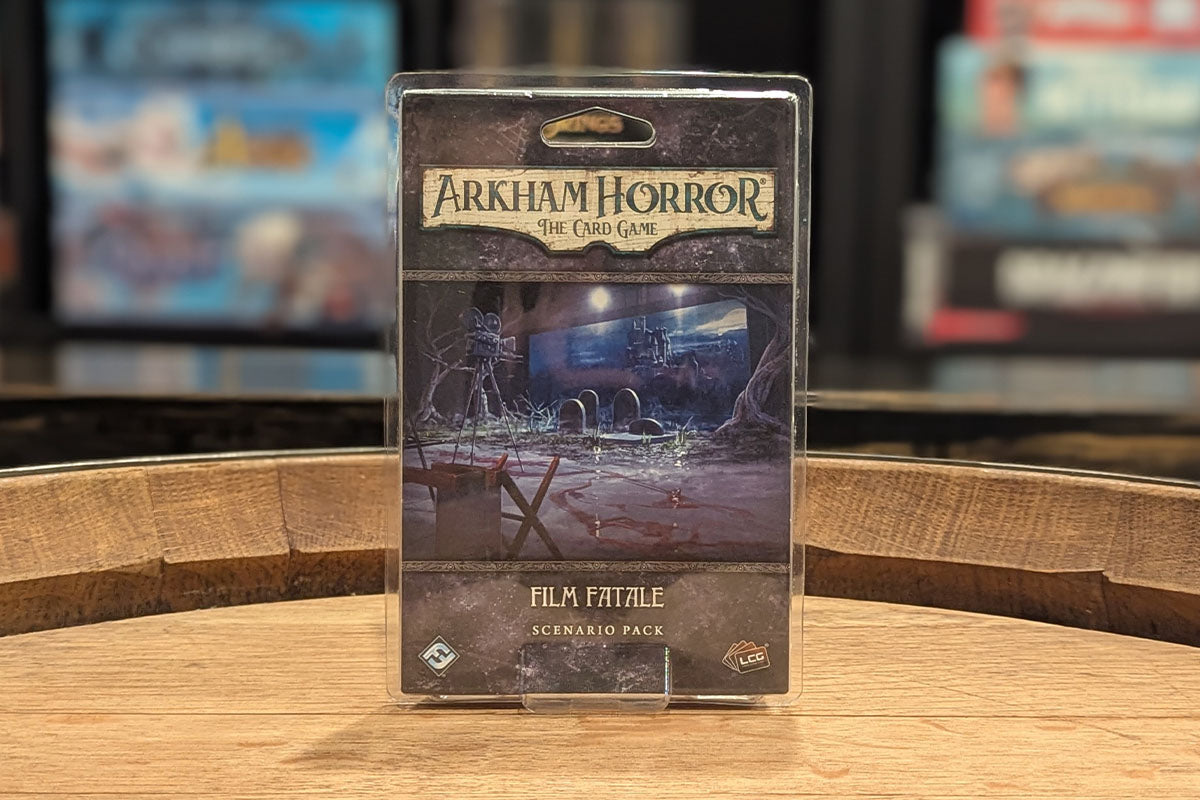 ARKHAM HORROR®
THE CARD GAME
FILM FATALE
SCENARIO PACK
LCG